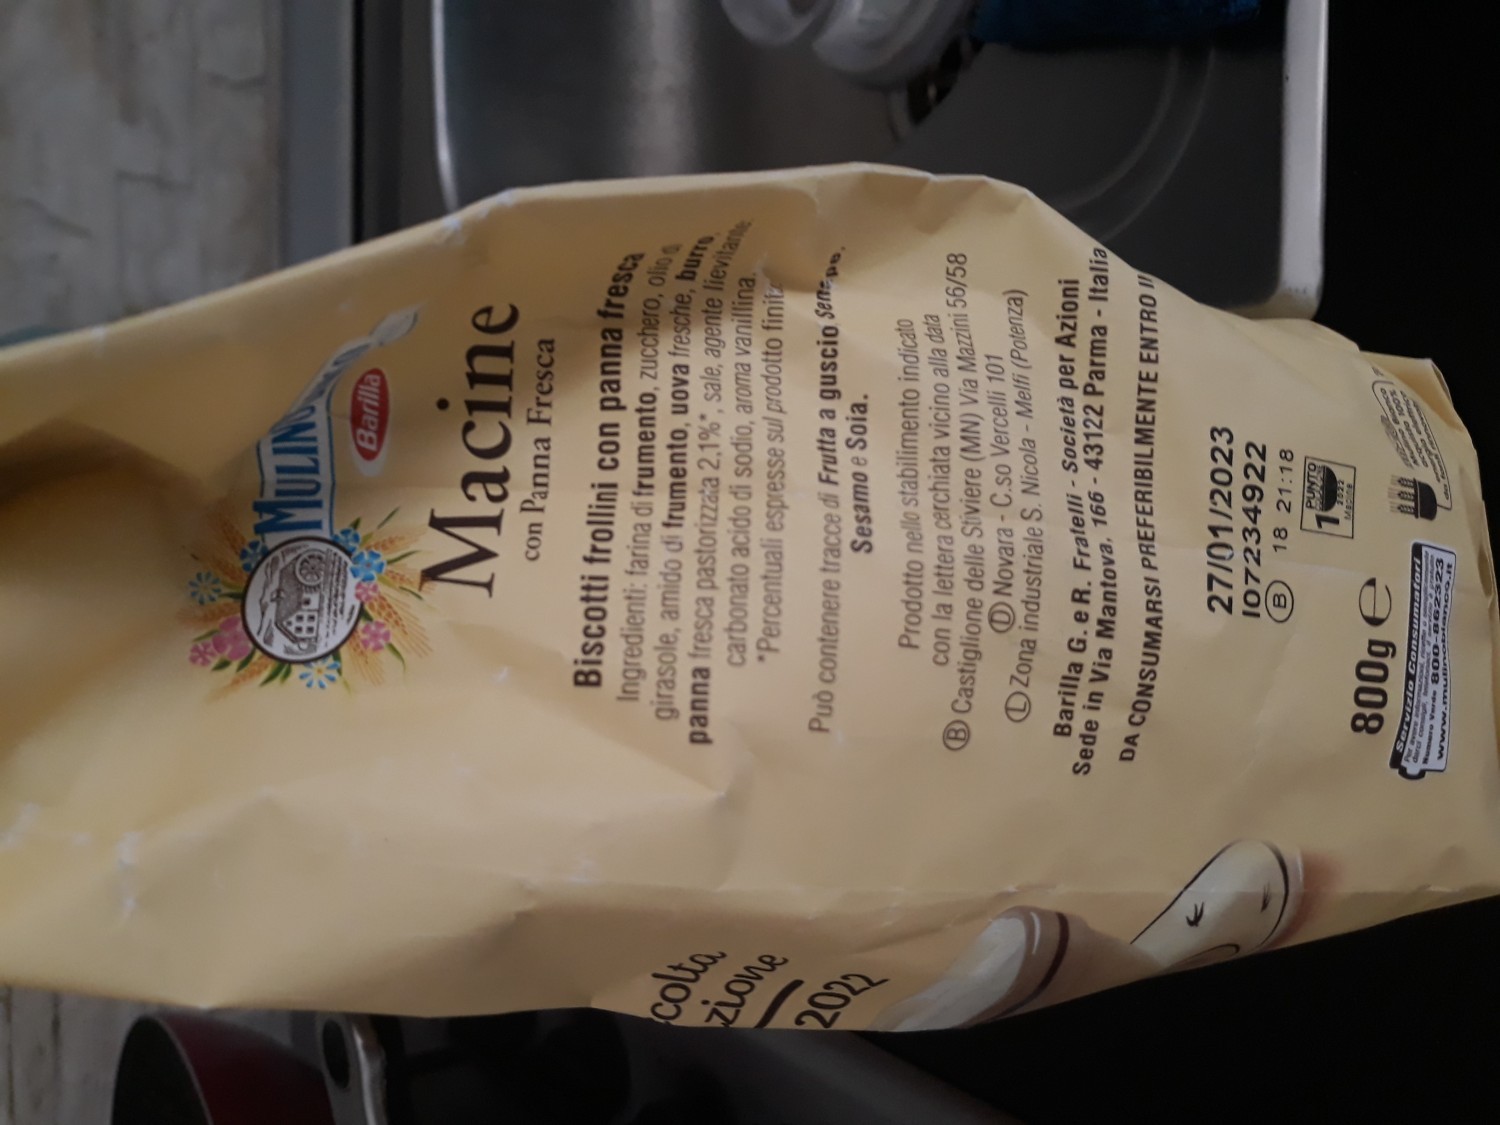 MULINO
Barilla
Macine
con Panna Fresca
Biscotti frollini con panna fresca
Ingredienti: farina di frumento, zucchero, olio
girasole, amido di frumento, uova fresche, burro,
panna fresca pastorizzata 2,1%*, sale, agente lievitante:
carbonato acido di sodio, aroma vanillina.
*Percentuali espresse sul prodotto finito
Può contenere tracce di Frutta a guscio, Senape,
Sesamo e Soia.
Prodotto nello stabilimento indicato
con la lettera cerchiata vicino alla data
Ⓑ Castiglione delle Stiviere (MN) Via Mazzini 56/58
Ⓓ Novara - C.so Vercelli 101
Ⓛ Zona industriale S. Nicola - Melfi (Potenza)
Barilla G. e R. Fratelli - Società per Azioni
Sede in Via Mantova, 166 - 43122 Parma - Italia
DA CONSUMARSI PREFERIBILMENTE ENTRO IL
27/01/2023
I072234922
Ⓑ 18 21:18
1 PUNTO
2022
Macine
800g e
Servizio Consumatori
Numero Verde 800-862323
www.mulinobianco.it
colta
zione
2022